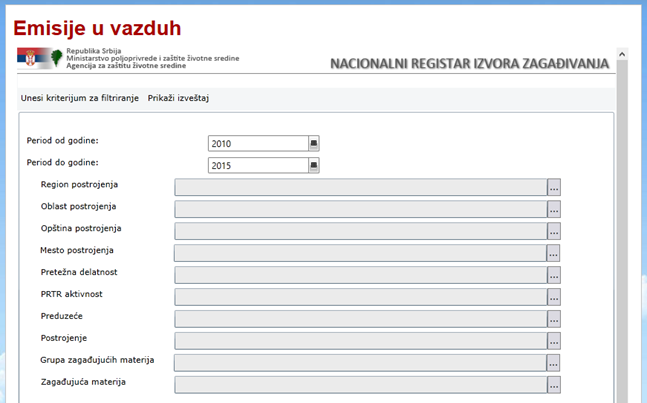 Emisije u vazduh
Republika Srbija
Ministarstvo poljoprivrede i zaštite životne sredine
Agencija za zaštitu životne sredine
NACIONALNI REGISTAR IZVORA ZAGAĐIVANJA
Unesi kriterijum za filtriranje Prikaži izveštaj
Period od godine: 2010
Period do godine: 2015
Region postrojenja ...
Oblast postrojenja ...
Opština postrojenja ...
Mesto postrojenja ...
Pretežna delatnost ...
PRTR aktivnost ...
Preduzeće ...
Postrojenje ...
Grupa zagađujućih materija ...
Zagađujuća materija ...